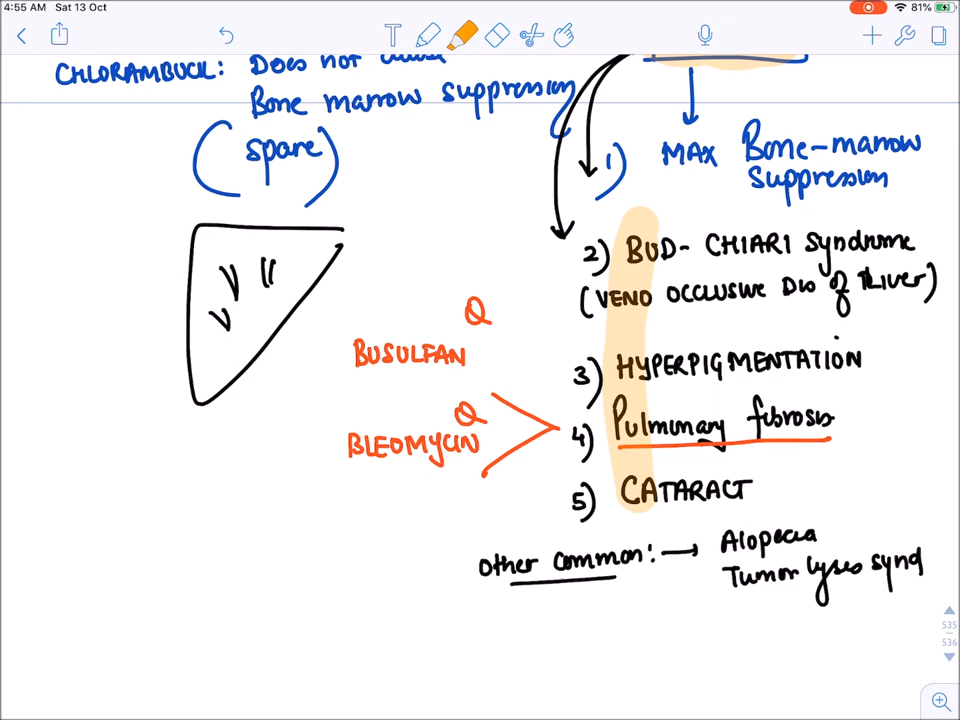 4:55 AM Sat 13 Oct
81%
CHLORAMBUCIL: Does not
Bone marrow suppression
(spare)
1) MAX Bone-marrow
suppression
2) BUD-CHIARI Syndrome
(VENO OCCLUSIVE Dis of liver)
Q
BUSULFAN
3) HYPERPIGMENTATION
Q
BLEOMYCIN
4) Pulmunary fibrosis
5) CATARACT
Other common: → Alopecia
Tumor lyses synd
535
536